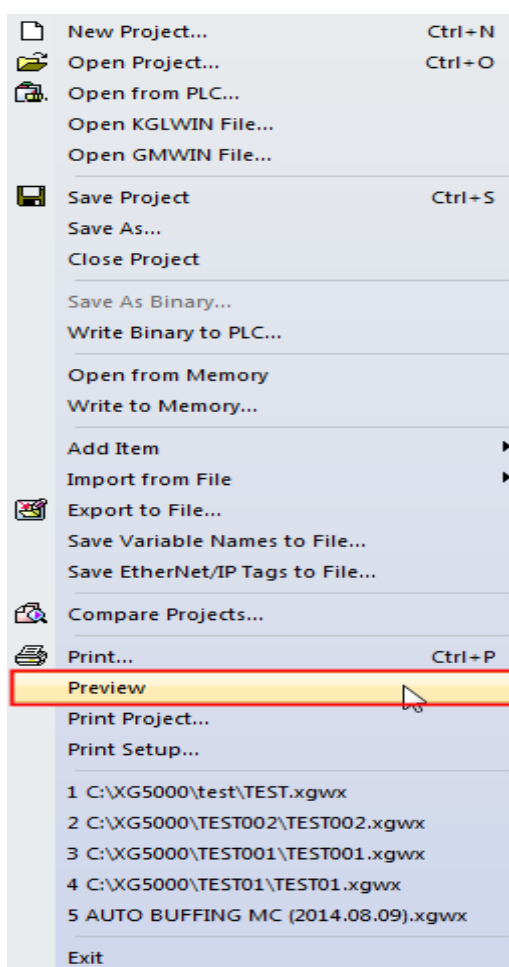 New Project... Ctrl+N
Open Project... Ctrl+O
Open from PLC...
Open KGLWIN File...
Open GMWIN File...
Save Project Ctrl+S
Save As...
Close Project
Save As Binary...
Write Binary to PLC...
Open from Memory
Write to Memory...
Add Item
Import from File
Export to File...
Save Variable Names to File...
Save EtherNet/IP Tags to File...
Compare Projects...
Print... Ctrl+P
Preview
Print Project...
Print Setup...
1 C:\XG5000\test\TEST.xgwx
2 C:\XG5000\TEST002\TEST002.xgwx
3 C:\XG5000\TEST001\TEST001.xgwx
4 C:\XG5000\TEST01\TEST01.xgwx
5 AUTO BUFFING MC (2014.08.09).xgwx
Exit